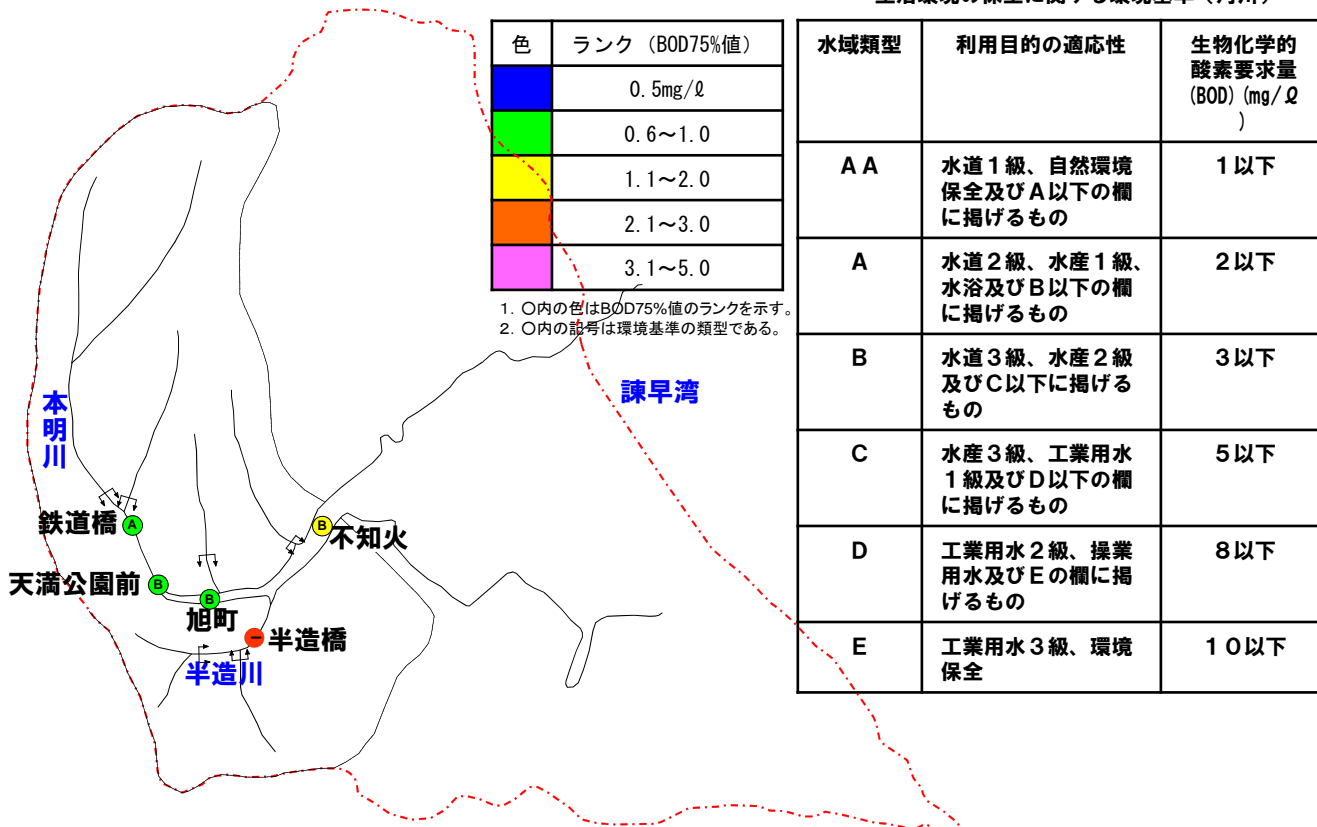 生活環境の保全に関する環境基準(河川)
色
ランク (BOD75%値)
0.5mg/ℓ
0.6~1.0
1.1~2.0
2.1~3.0
3.1~5.0
1. ○内の色はBOD75%値のランクを示す。
2. ○内の記号は環境基準の類型である。
水域類型
利用目的の適応性
生物化学的
酸素要求量
(BOD) (mg/ℓ
)
AA
水道1級、自然環境
保全及びA以下の欄
に掲げるもの
1以下
A
水道2級、水産1級、
水浴及びB以下の欄
に掲げるもの
2以下
B
水道3級、水産2級
及びC以下に掲げる
もの
3以下
C
水産3級、工業用水
1級及びD以下の欄
に掲げるもの
5以下
D
工業用水2級、操業
用水及びEの欄に掲
げるもの
8以下
E
工業用水3級、環境
保全
10以下
諫早湾
本明川
鉄道橋
A
B
不知火
天満公園前
B
B
旭町
-
半造橋
半造川